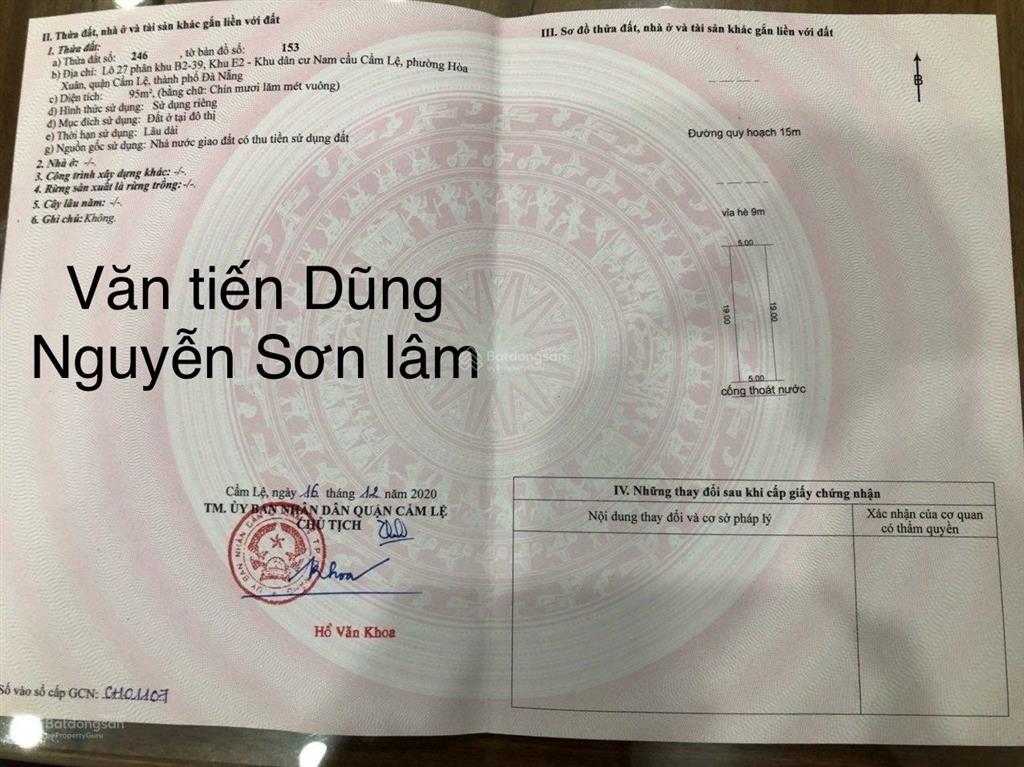 II. Thửa đất, nhà ở và tài sản khác gắn liền với đất
1. Thửa đất:
a) Thửa đất số: 246 , tờ bản đồ số: 153
b) Địa chỉ: Lô 27 phân khu B2-39, Khu E2 - Khu dân cư Nam cầu Cẩm Lệ, phường Hòa
Xuân, quận Cẩm Lệ, thành phố Đà Nẵng
c) Diện tích: 95m², (bằng chữ: Chín mươi lăm mét vuông)
d) Hình thức sử dụng: Sử dụng riêng
đ) Mục đích sử dụng: Đất ở tại đô thị
e) Thời hạn sử dụng: Lâu dài
g) Nguồn gốc sử dụng: Nhà nước giao đất có thu tiền sử dụng đất
2. Nhà ở: -/-.
3. Công trình xây dựng khác: -/-.
4. Rừng sản xuất là rừng trồng: -/-.
5. Cây lâu năm: -/-.
6. Ghi chú: Không.
Văn tiến Dũng
Nguyễn Sơn lâm
Cẩm Lệ, ngày 16 tháng 12 năm 2020
TM. ỦY BAN NHÂN DÂN QUẬN CẨM LỆ
CHỦ TỊCH
Khoa
Hồ Văn Khoa
Số vào sổ cấp GCN: CH01107
III. Sơ đồ thửa đất, nhà ở và tài sản khác gắn liền với đất
B
Đường quy hoạch 15m
vỉa hè 9m
5.00
19.00
19.00
5.00
cống thoát nước
IV. Những thay đổi sau khi cấp giấy chứng nhận
Nội dung thay đổi và cơ sở pháp lý
Xác nhận của cơ quan
có thẩm quyền
Batdongsan
by PropertyGuru
Batdongsan
by PropertyGuru